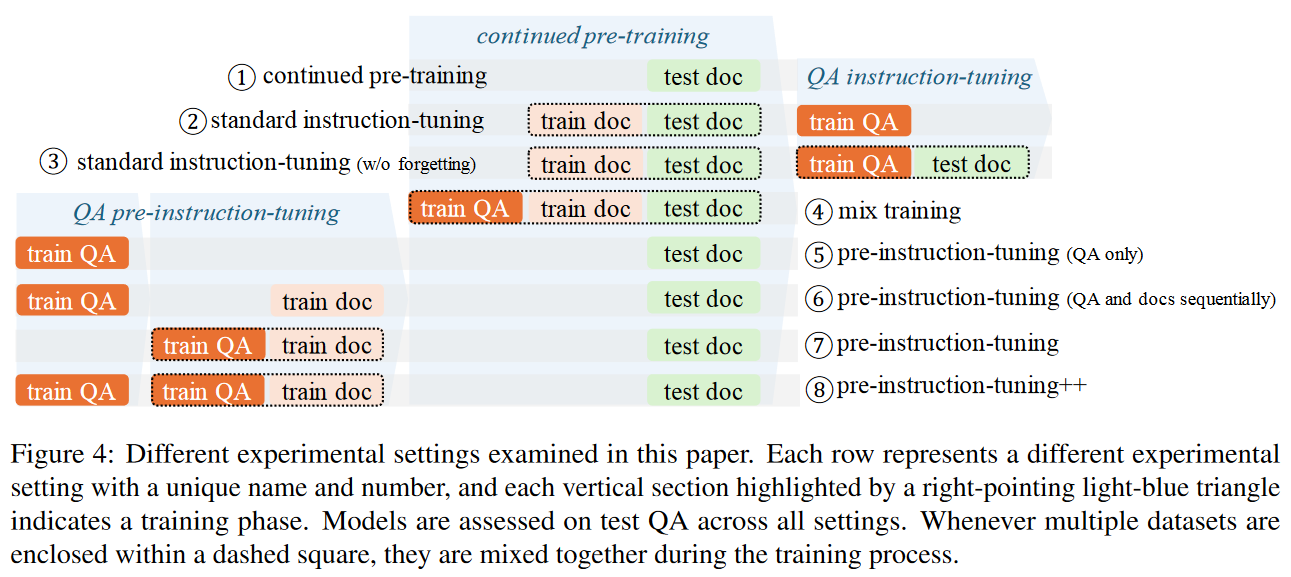 continued pre-training
① continued pre-training test doc QA instruction-tuning
② standard instruction-tuning train doc test doc train QA
③ standard instruction-tuning (w/o forgetting) train doc test doc train QA test doc
QA pre-instruction-tuning train QA train doc test doc ④ mix training
train QA test doc ⑤ pre-instruction-tuning (QA only)
train QA train doc test doc ⑥ pre-instruction-tuning (QA and docs sequentially)
train QA train doc test doc ⑦ pre-instruction-tuning
train QA train QA train doc test doc ⑧ pre-instruction-tuning++
Figure 4: Different experimental settings examined in this paper. Each row represents a different experimental
setting with a unique name and number, and each vertical section highlighted by a right-pointing light-blue triangle
indicates a training phase. Models are assessed on test QA across all settings. Whenever multiple datasets are
enclosed within a dashed square, they are mixed together during the training process.